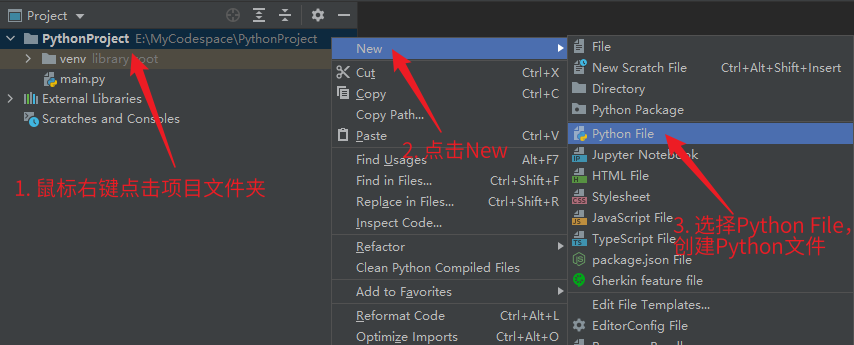 Project
PythonProject E:\MyCodespace\PythonProject
venv library root
main.py
External Libraries
Scratches and Consoles
1. 鼠标右键点击项目文件夹
New
Cut Ctrl+X
Copy Ctrl+C
Copy Path...
Paste Ctrl+V
2. 点击New
Find Usages Alt+F7
Find in Files... Ctrl+Shift+F
Replace in Files... Ctrl+Shift+R
Inspect Code...
Refactor
Clean Python Compiled Files
Add to Favorites
Reformat Code Ctrl+Alt+L
Optimize Imports Ctrl+Alt+O
File
New Scratch File Ctrl+Alt+Shift+Insert
Directory
Python Package
Python File
Jupyter Notebook
HTML File
Stylesheet
JavaScript File
TypeScript File
package.json File
Gherkin feature file
Edit File Templates...
EditorConfig File
3. 选择Python File，
创建Python文件